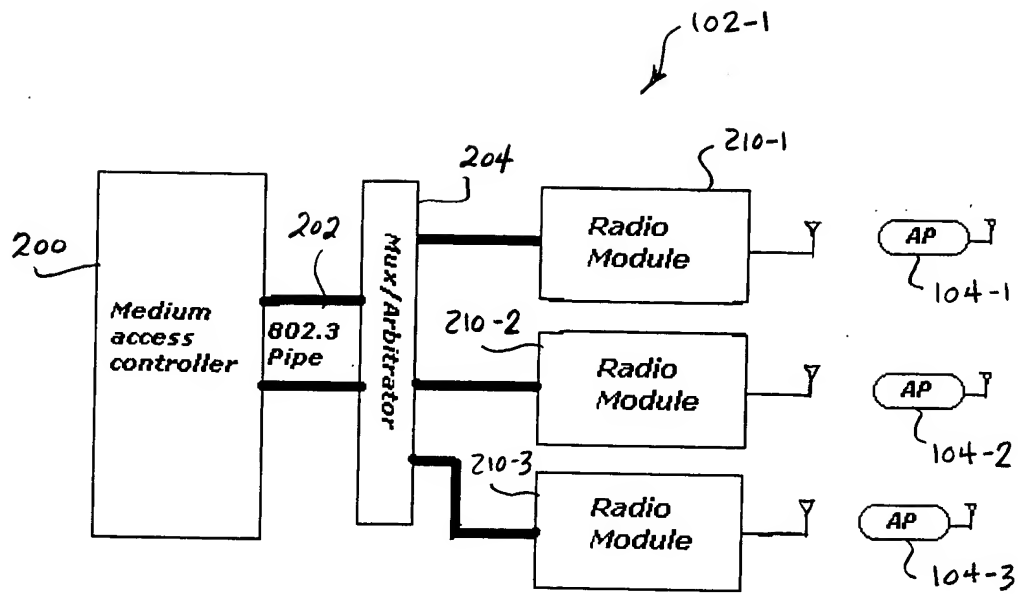 102-1
210-1
204
200
202
Medium
access
controller
802.3
Pipe
Mux/Arbitrator
Radio
Module
AP
104-1
210-2
Radio
Module
AP
104-2
210-3
Radio
Module
AP
104-3